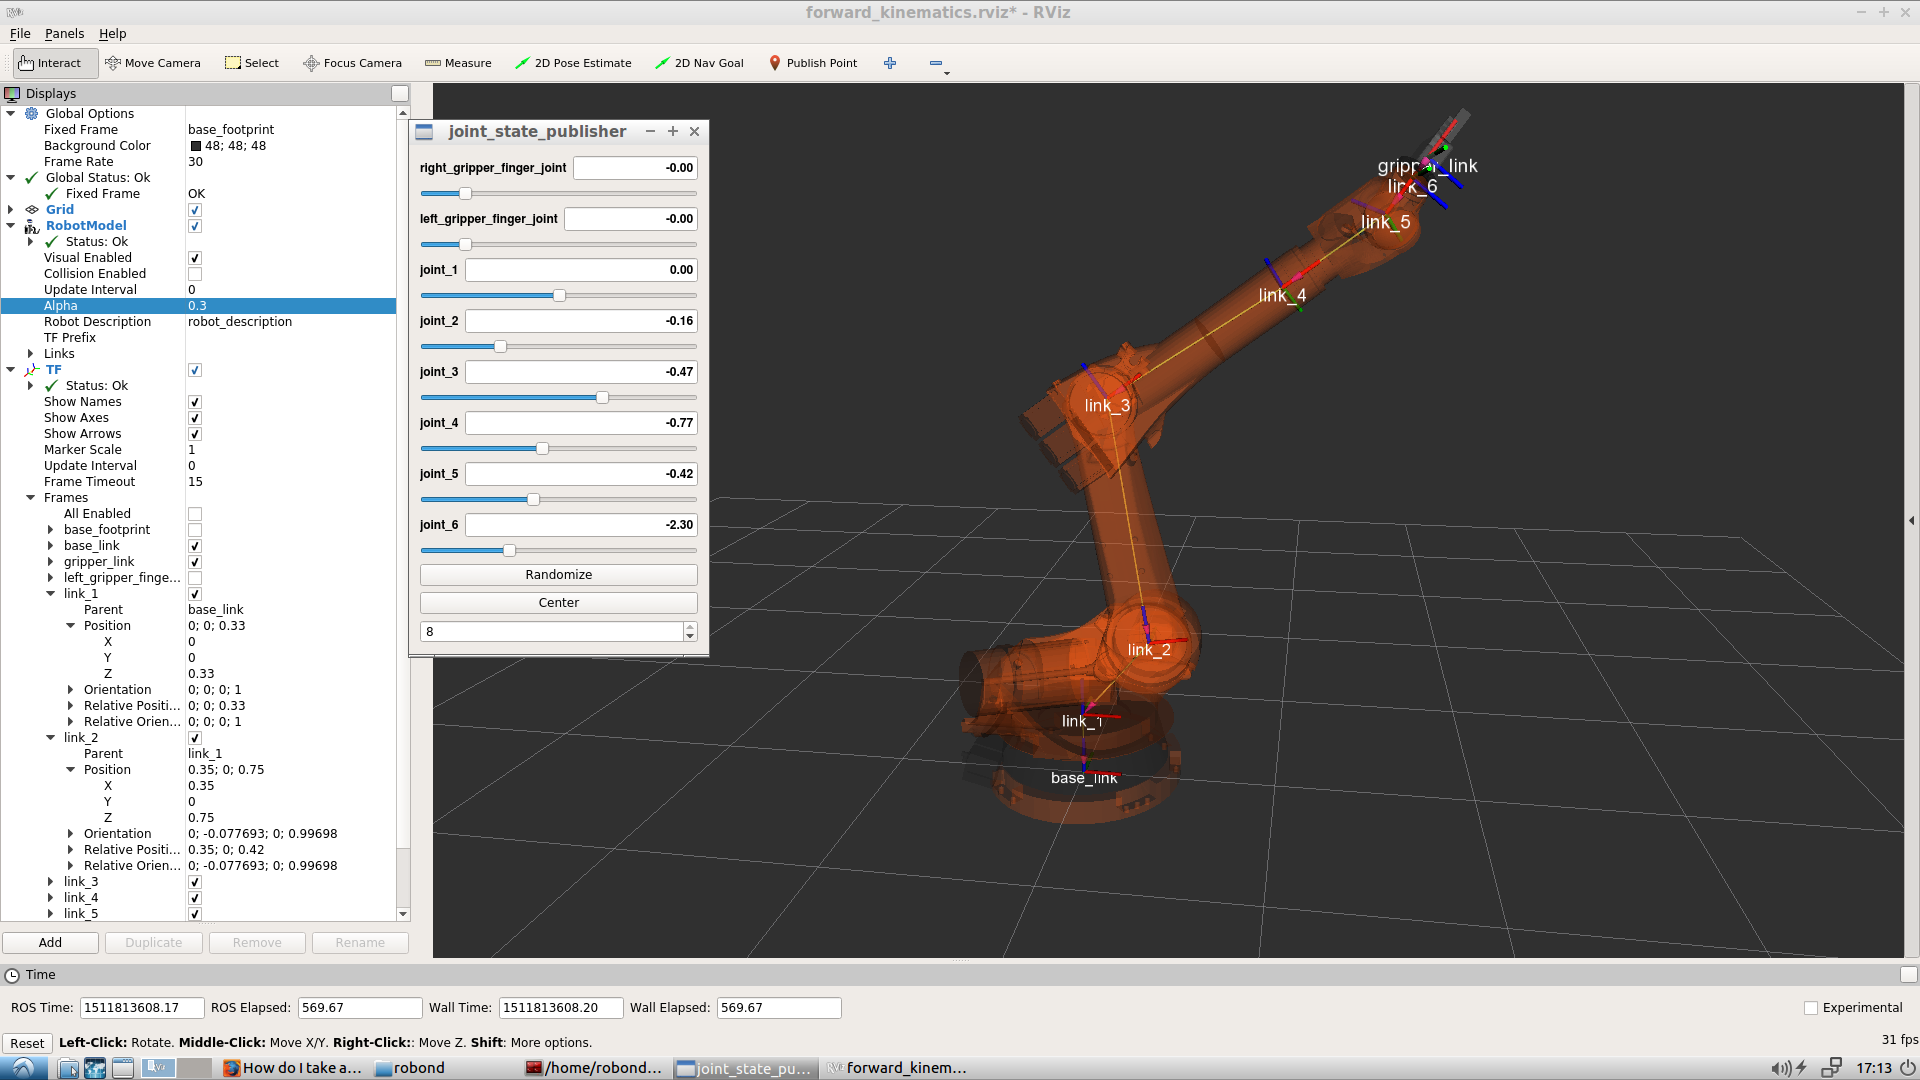 forward_kinematics.rviz* - RViz
File Panels Help
Interact Move Camera Select Focus Camera Measure 2D Pose Estimate 2D Nav Goal Publish Point
Displays
Global Options
Fixed Frame base_footprint
Background Color 48; 48; 48
Frame Rate 30
Global Status: Ok
Fixed Frame OK
Grid
RobotModel
Status: Ok
Visual Enabled
Collision Enabled
Update Interval 0
Alpha 0.3
Robot Description robot_description
TF Prefix
Links
TF
Status: Ok
Show Names
Show Axes
Show Arrows
Marker Scale 1
Update Interval 0
Frame Timeout 15
Frames
All Enabled
base_footprint
base_link
gripper_link
left_gripper_finge...
link_1
Parent base_link
Position 0; 0; 0.33
X 0
Y 0
Z 0.33
Orientation 0; 0; 0; 1
Relative Positi... 0; 0; 0.33
Relative Orien... 0; 0; 0; 1
link_2
Parent link_1
Position 0.35; 0; 0.75
X 0.35
Y 0
Z 0.75
Orientation 0; -0.077693; 0; 0.99698
Relative Positi... 0.35; 0; 0.42
Relative Orien... 0; -0.077693; 0; 0.99698
link_3
link_4
link_5
Add Duplicate Remove Rename
joint_state_publisher
right_gripper_finger_joint -0.00
left_gripper_finger_joint -0.00
joint_1 0.00
joint_2 -0.16
joint_3 -0.47
joint_4 -0.77
joint_5 -0.42
joint_6 -2.30
Randomize
Center
8
gripper_link
link_6
link_5
link_4
link_3
link_2
link_1
base_link
Time
ROS Time: 1511813608.17 ROS Elapsed: 569.67 Wall Time: 1511813608.20 Wall Elapsed: 569.67 Experimental
Reset Left-Click: Rotate. Middle-Click: Move X/Y. Right-Click:: Move Z. Shift: More options. 31 fps
How do I take a... robond /home/robond... joint_state_pu... forward_kinem... 17:13